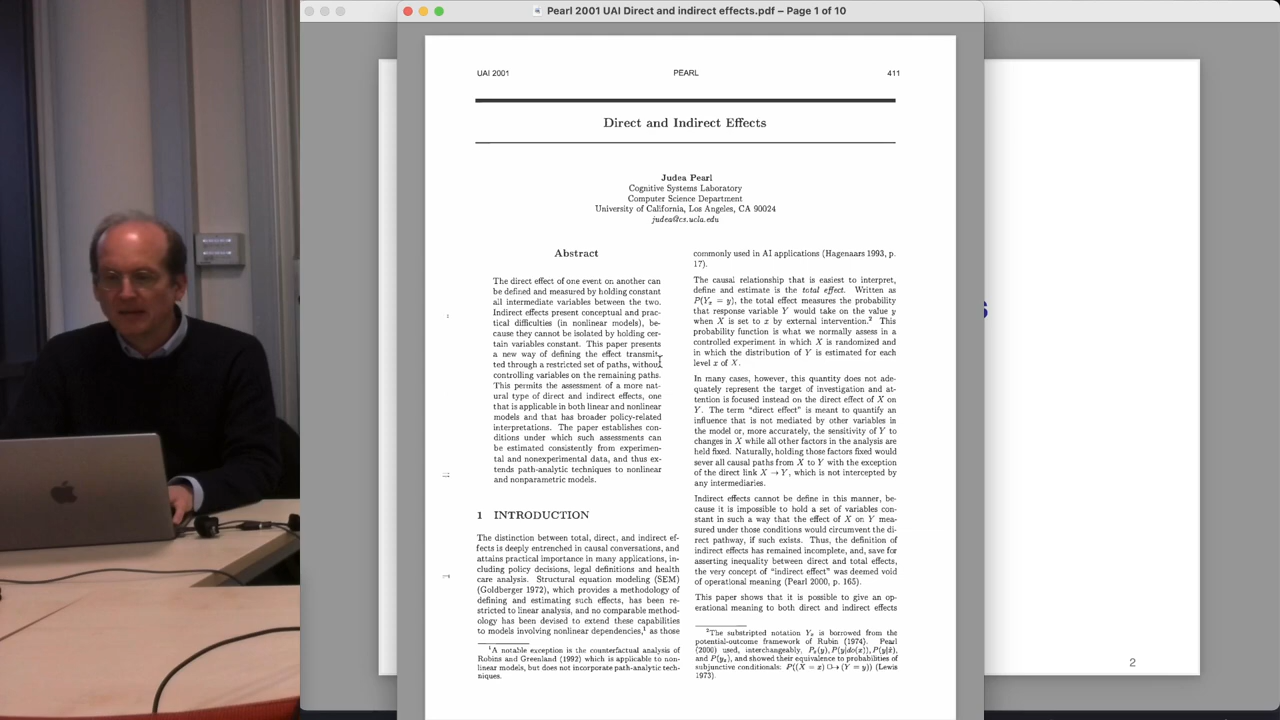 Pearl 2001 UAI Direct and indirect effects.pdf – Page 1 of 10
UAI 2001
PEARL
411
Direct and Indirect Effects
Judea Pearl
Cognitive Systems Laboratory
Computer Science Department
University of California, Los Angeles, CA 90024
judea@cs.ucla.edu
Abstract
The direct effect of one event on another can
be defined and measured by holding constant
all intermediate variables between the two.
Indirect effects present conceptual and prac-
tical difficulties (in nonlinear models), be-
cause they cannot be isolated by holding cer-
tain variables constant. This paper presents
a new way of defining the effect transmit-
ted through a restricted set of paths, without
controlling variables on the remaining paths.
This permits the assessment of a more nat-
ural type of direct and indirect effects, one
that is applicable in both linear and nonlinear
models and that has broader policy-related
interpretations. The paper establishes con-
ditions under which such assessments can
be estimated consistently from experimen-
tal and nonexperimental data, and thus ex-
tends path-analytic techniques to nonlinear
and nonparametric models.
1 INTRODUCTION
The distinction between total, direct, and indirect ef-
fects is deeply entrenched in causal conversations, and
attains practical importance in many applications, in-
cluding policy decisions, legal definitions and health
care analysis. Structural equation modeling (SEM)
(Goldberger 1972), which provides a methodology of
defining and estimating such effects, has been re-
stricted to linear analysis, and no comparable method-
ology has been devised to extend these capabilities
to models involving nonlinear dependencies,¹ as those
¹A notable exception is the counterfactual analysis of
Robins and Greenland (1992) which is applicable to non-
linear models, but does not incorporate path-analytic tech-
niques.
commonly used in AI applications (Hagenaars 1993, p.
17).
The causal relationship that is easiest to interpret,
define and estimate is the total effect. Written as
P(Yₓ = y), the total effect measures the probability
that response variable Y would take on the value y
when X is set to x by external intervention.² This
probability function is what we normally assess in a
controlled experiment in which X is randomized and
in which the distribution of Y is estimated for each
level x of X.
In many cases, however, this quantity does not ade-
quately represent the target of investigation and at-
tention is focused instead on the direct effect of X on
Y. The term "direct effect" is meant to quantify an
influence that is not mediated by other variables in
the model or, more accurately, the sensitivity of Y to
changes in X while all other factors in the analysis are
held fixed. Naturally, holding those factors fixed would
sever all causal paths from X to Y with the exception
of the direct link X → Y, which is not intercepted by
any intermediaries.
Indirect effects cannot be define in this manner, be-
cause it is impossible to hold a set of variables con-
stant in such a way that the effect of X on Y mea-
sured under those conditions would circumvent the di-
rect pathway, if such exists. Thus, the definition of
indirect effects has remained incomplete, and, save for
asserting inequality between direct and total effects,
the very concept of "indirect effect" was deemed void
of operational meaning (Pearl 2000, p. 165).
This paper shows that it is possible to give an op-
erational meaning to both direct and indirect effects
²The substripted notation Yₓ is borrowed from the
potential-outcome framework of Rubin (1974). Pearl
(2000) used, interchangeably, Pₓ(y), P(y|do(x)), P(y|x̂),
and P(yₓ), and showed their equivalence to probabilities of
subjunctive conditionals: P((X = x) □→ (Y = y)) (Lewis
1973).
s
2